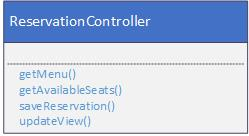 ReservationController
getMenu()
getAvailableSeats()
saveReservation()
updateView()